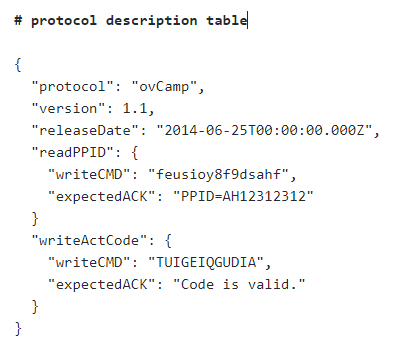 # protocol description table
{
"protocol": "ovCamp",
"version": 1.1,
"releaseDate": "2014-06-25T00:00:00.000Z",
"readPPID": {
"writeCMD": "feusioy8f9dsahf",
"expectedACK": "PPID=AH12312312"
}
"writeActCode": {
"writeCMD": "TUIGEIQGUDIA",
"expectedACK": "Code is valid."
}
}